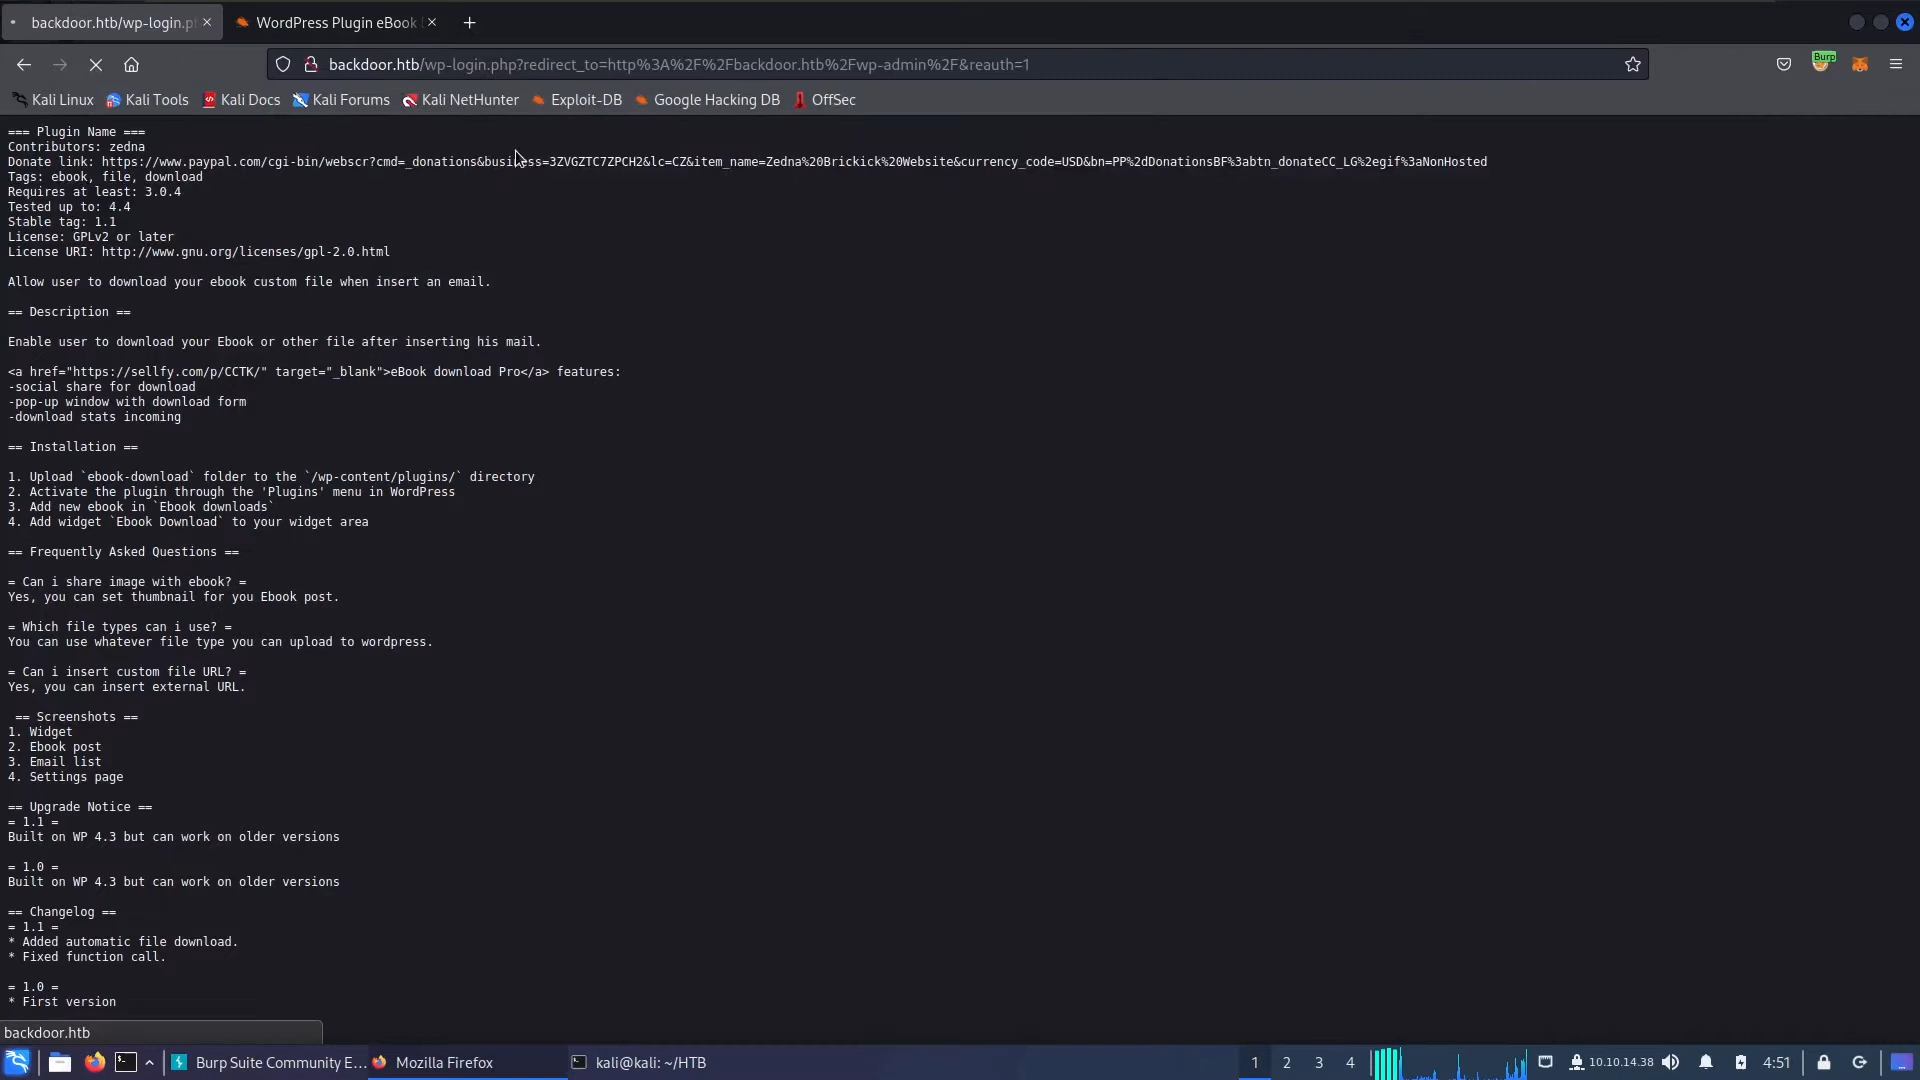 backdoor.htb/wp-login.p
WordPress Plugin eBook
backdoor.htb/wp-login.php?redirect_to=http%3A%2F%2Fbackdoor.htb%2Fwp-admin%2F&reauth=1
Burp
Kali Linux
Kali Tools
Kali Docs
Kali Forums
Kali NetHunter
Exploit-DB
Google Hacking DB
OffSec
=== Plugin Name ===
Contributors: zedna
Donate link: https://www.paypal.com/cgi-bin/webscr?cmd=_donations&business=3ZVGZTC7ZPCH2&lc=CZ&item_name=Zedna%20Brickick%20Website&currency_code=USD&bn=PP%2dDonationsBF%3abtn_donateCC_LG%2egif%3aNonHosted
Tags: ebook, file, download
Requires at least: 3.0.4
Tested up to: 4.4
Stable tag: 1.1
License: GPLv2 or later
License URI: http://www.gnu.org/licenses/gpl-2.0.html
Allow user to download your ebook custom file when insert an email.
== Description ==
Enable user to download your Ebook or other file after inserting his mail.
<a href="https://sellfy.com/p/CCTK/" target="_blank">eBook download Pro</a> features:
-social share for download
-pop-up window with download form
-download stats incoming
== Installation ==
1. Upload `ebook-download` folder to the `/wp-content/plugins/` directory
2. Activate the plugin through the 'Plugins' menu in WordPress
3. Add new ebook in `Ebook downloads`
4. Add widget `Ebook Download` to your widget area
== Frequently Asked Questions ==
= Can i share image with ebook? =
Yes, you can set thumbnail for you Ebook post.
= Which file types can i use? =
You can use whatever file type you can upload to wordpress.
= Can i insert custom file URL? =
Yes, you can insert external URL.
== Screenshots ==
1. Widget
2. Ebook post
3. Email list
4. Settings page
== Upgrade Notice ==
= 1.1 =
Built on WP 4.3 but can work on older versions
= 1.0 =
Built on WP 4.3 but can work on older versions
== Changelog ==
= 1.1 =
* Added automatic file download.
* Fixed function call.
= 1.0 =
* First version
backdoor.htb
Burp Suite Community E...
Mozilla Firefox
kali@kali: ~/HTB
1
2
3
4
10.10.14.38
4:51